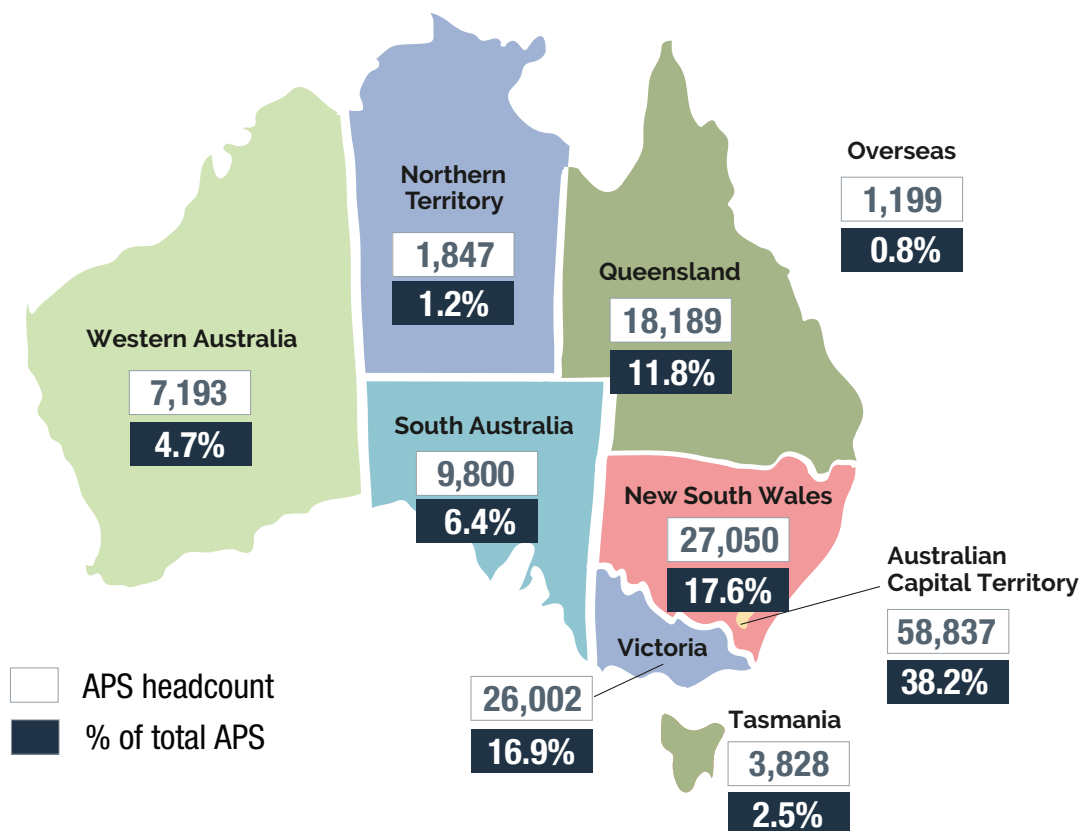 Overseas
1,199
0.8%
Northern
Territory
1,847
1.2%
Queensland
18,189
11.8%
Western Australia
7,193
4.7%
South Australia
9,800
6.4%
New South Wales
27,050
17.6%
Australian
Capital Territory
58,837
38.2%
Victoria
26,002
16.9%
Tasmania
3,828
2.5%
APS headcount
% of total APS